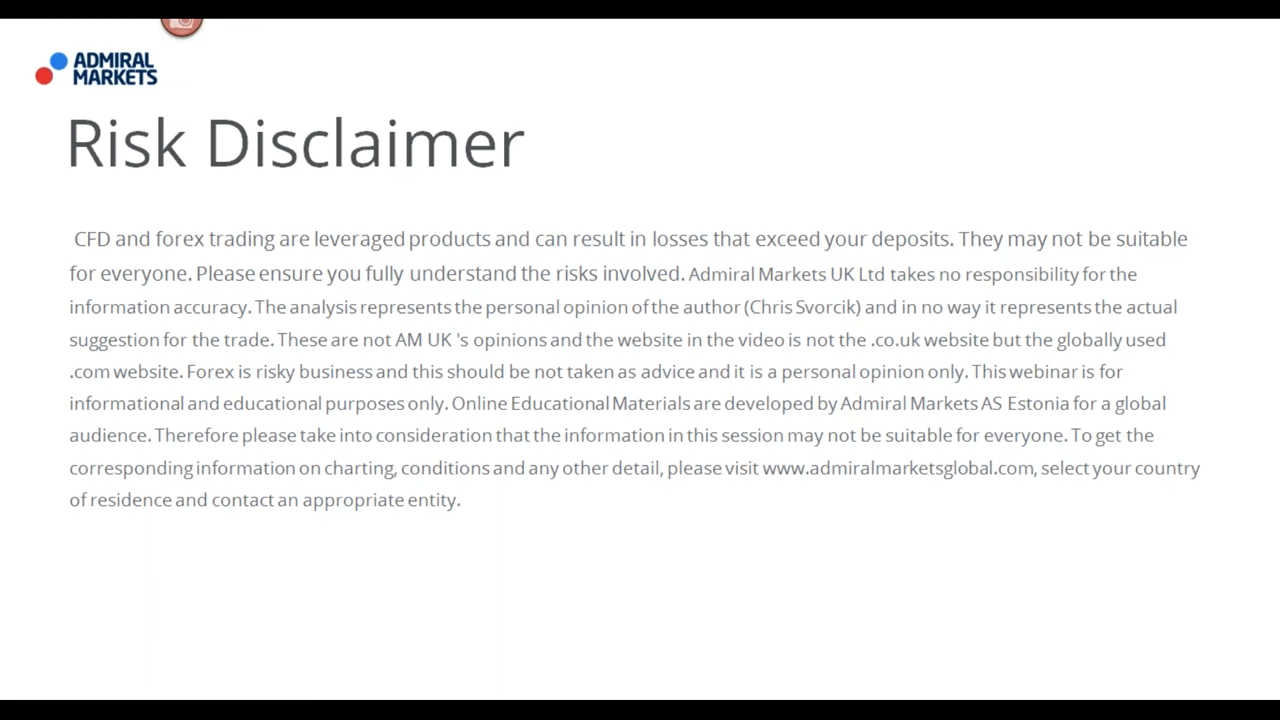 ADMIRAL
MARKETS
Risk Disclaimer
CFD and forex trading are leveraged products and can result in losses that exceed your deposits. They may not be suitable
for everyone. Please ensure you fully understand the risks involved. Admiral Markets UK Ltd takes no responsibility for the
information accuracy. The analysis represents the personal opinion of the author (Chris Svorcik) and in no way it represents the actual
suggestion for the trade. These are not AM UK 's opinions and the website in the video is not the .co.uk website but the globally used
.com website. Forex is risky business and this should be not taken as advice and it is a personal opinion only. This webinar is for
informational and educational purposes only. Online Educational Materials are developed by Admiral Markets AS Estonia for a global
audience. Therefore please take into consideration that the information in this session may not be suitable for everyone. To get the
corresponding information on charting, conditions and any other detail, please visit www.admiralmarketsglobal.com, select your country
of residence and contact an appropriate entity.